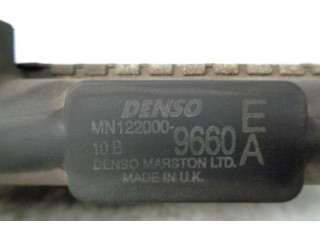 DENSO
MN122000-9660 E
10 B A
DENSO MARSTON LTD.
MADE IN U.K.